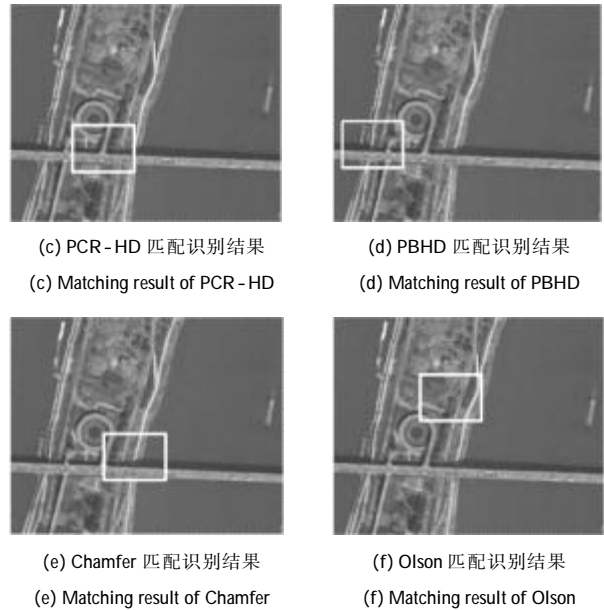 (c) PCR-HD 匹配识别结果
(c) Matching result of PCR-HD
(d) PBHD 匹配识别结果
(d) Matching result of PBHD
(e) Chamfer 匹配识别结果
(e) Matching result of Chamfer
(f) Olson 匹配识别结果
(f) Matching result of Olson